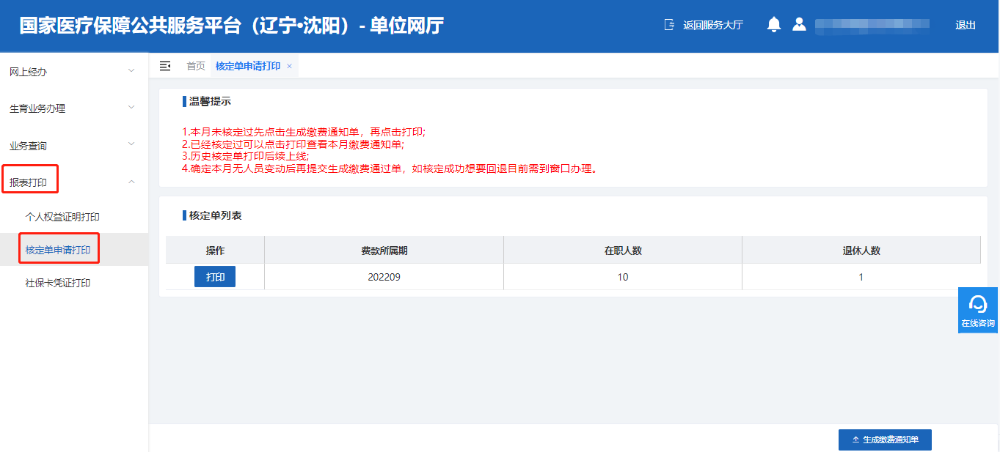 国家医疗保障公共服务平台（辽宁•沈阳）- 单位网厅
返回服务大厅
退出
网上经办
生育业务办理
业务查询
报表打印
个人权益证明打印
核定单申请打印
社保卡凭证打印
首页 核定单申请打印 ×
温馨提示
1.本月未核定过先点击生成缴费通知单，再点击打印;
2.已经核定过可以点击打印查看本月缴费通知单;
3.历史核定单打印后续上线;
4.确定本月无人员变动后再提交生成缴费通过单，如核定成功想要回退目前需到窗口办理。
核定单列表
操作 费款所属期 在职人数 退休人数
打印 202209 10 1
在线咨询
生成缴费通知单